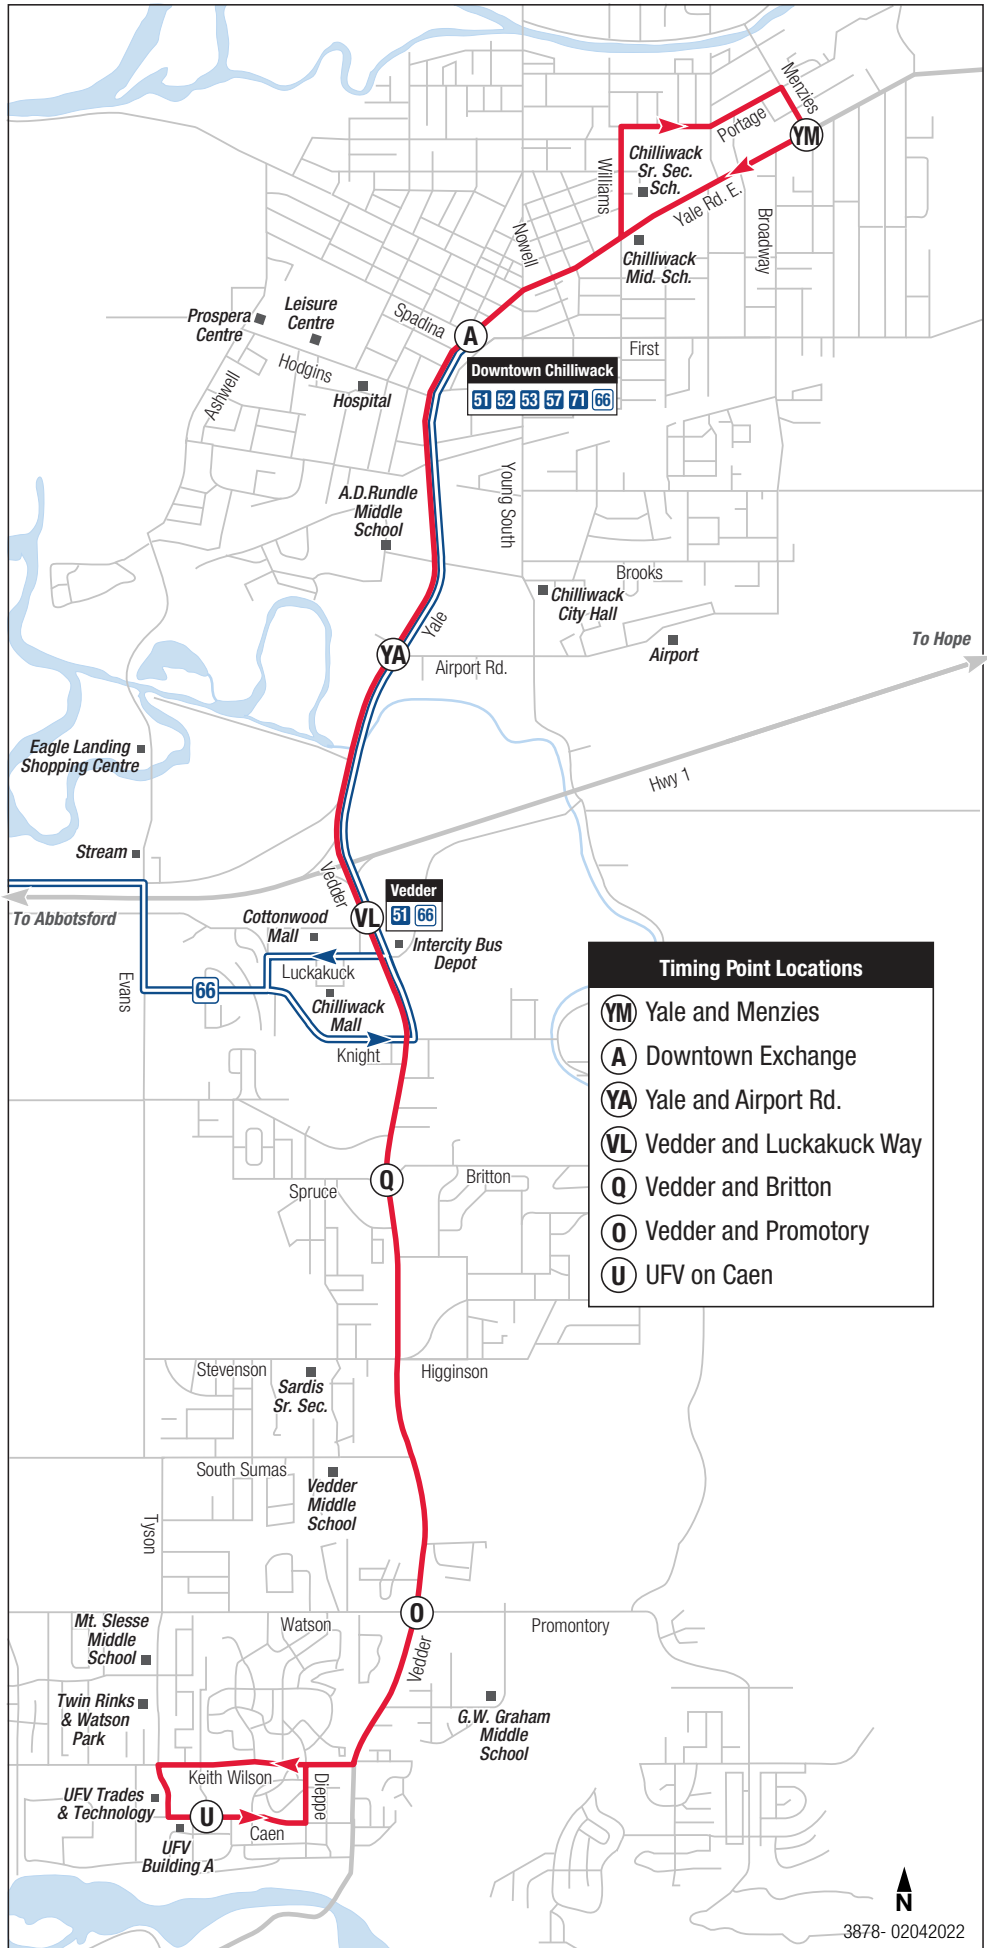 Menzies
Portage
YM
Chilliwack
Sr. Sec.
Sch.
Williams
Yale Rd. E.
Broadway
Nowell
Chilliwack
Mid. Sch.
Prospera
Centre
Leisure
Centre
Spadina
A
First
Hodgins
Downtown Chilliwack
51 52 53 57 71 66
Ashwell
Hospital
A.D.Rundle
Middle
School
Young South
Brooks
Chilliwack
City Hall
Yale
YA
Airport Rd.
Airport
To Hope
Eagle Landing
Shopping Centre
Hwy 1
Stream
Vedder
Vedder
51 66
To Abbotsford
Cottonwood
Mall
VL
Intercity Bus
Depot
Luckakuck
Evans
66
Chilliwack
Mall
Knight
Timing Point Locations
YM Yale and Menzies
A Downtown Exchange
YA Yale and Airport Rd.
VL Vedder and Luckakuck Way
Q Vedder and Britton
O Vedder and Promotory
U UFV on Caen
Q
Britton
Spruce
Stevenson
Higginson
Sardis
Sr. Sec.
South Sumas
Vedder
Middle
School
Tyson
O
Watson
Promontory
Mt. Slesse
Middle
School
Vedder
Twin Rinks
& Watson
Park
G.W. Graham
Middle
School
Keith Wilson
Dieppe
UFV Trades
& Technology
U
Caen
UFV
Building A
N
3878- 02042022